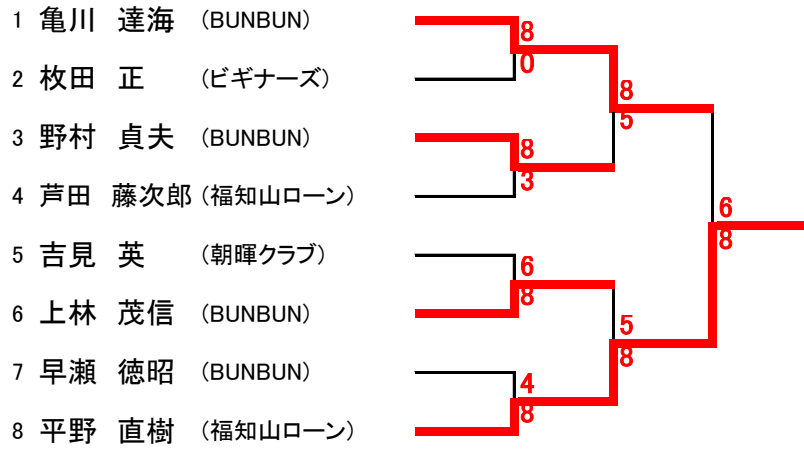 1 亀川 達海 (BUNBUN)
2 枚田 正 (ビギナーズ)
3 野村 貞夫 (BUNBUN)
4 芦田 藤次郎 (福知山ローン)
5 吉見 英 (朝暉クラブ)
6 上林 茂信 (BUNBUN)
7 早瀬 徳昭 (BUNBUN)
8 平野 直樹 (福知山ローン)
8
0
8
3
6
8
4
8
8
5
5
8
6
8